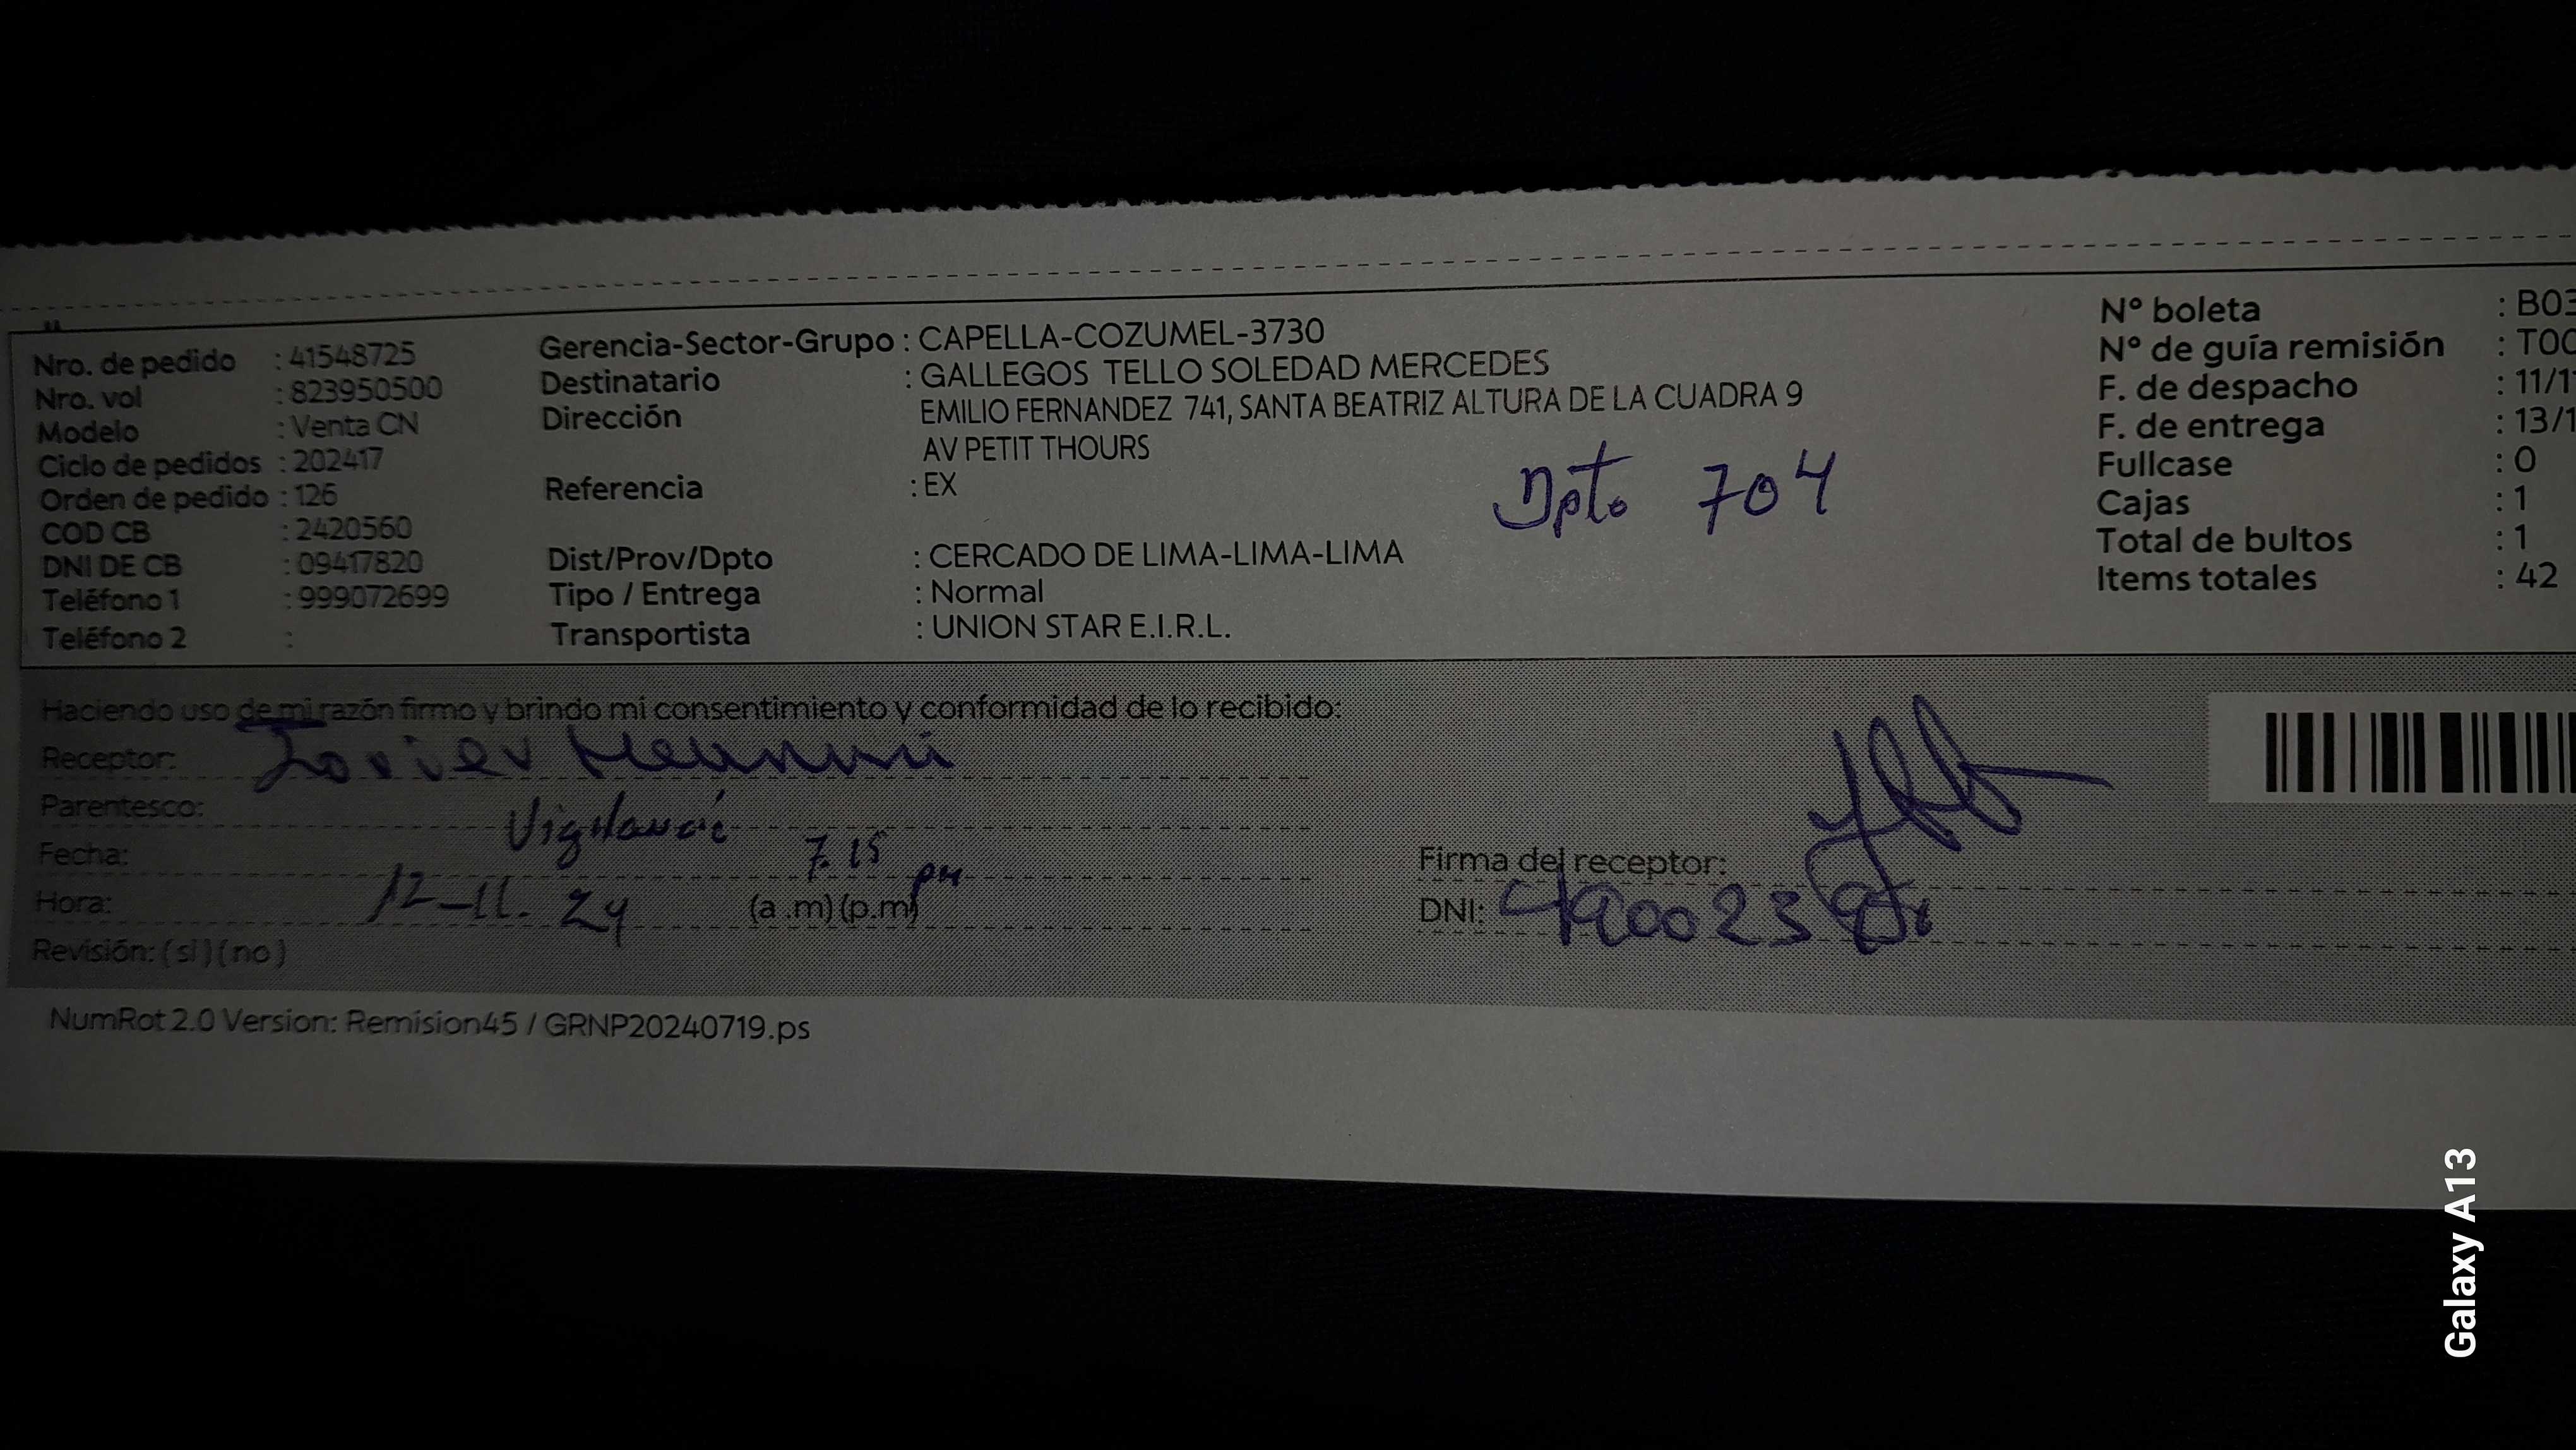 Nro. de pedido : 41548725
Nro. vol : 823950500
Modelo : Venta CN
Ciclo de pedidos : 202417
Orden de pedido : 126
COD CB : 2420560
DNI DE CB : 09417820
Teléfono 1 : 999072699
Teléfono 2 :
Gerencia-Sector-Grupo : CAPELLA-COZUMEL-3730
Destinatario : GALLEGOS TELLO SOLEDAD MERCEDES
Dirección EMILIO FERNANDEZ 741, SANTA BEATRIZ ALTURA DE LA CUADRA 9
AV PETIT THOURS
Referencia : EX
Dpto 704
Dist/Prov/Dpto : CERCADO DE LIMA-LIMA-LIMA
Tipo / Entrega : Normal
Transportista : UNION STAR E.I.R.L.
N° boleta : B03
N° de guía remisión : T00
F. de despacho : 11/1
F. de entrega : 13/1
Fullcase : 0
Cajas : 1
Total de bultos : 1
Items totales : 42
Haciendo uso de mi razón firmo y brindo mi consentimiento y conformidad de lo recibido:
Receptor: Javier
Parentesco:
Fecha: 7.15 pm
Hora: 12-11. 24 (a .m) (p.m)
Revisión: (si) (no)
Firma del receptor:
DNI:
NumRot 2.0 Version: Remision45 / GRNP20240719.ps
Galaxy A13